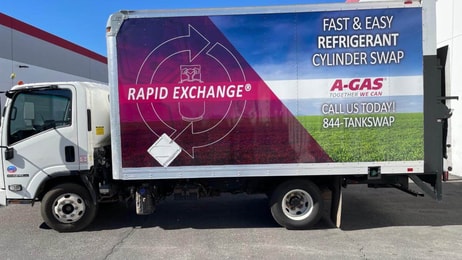 FAST & EASY
REFRIGERANT
CYLINDER SWAP
RAPID EXCHANGE®
A-GAS®
TOGETHER WE CAN
CALL US TODAY!
844-TANKSWAP